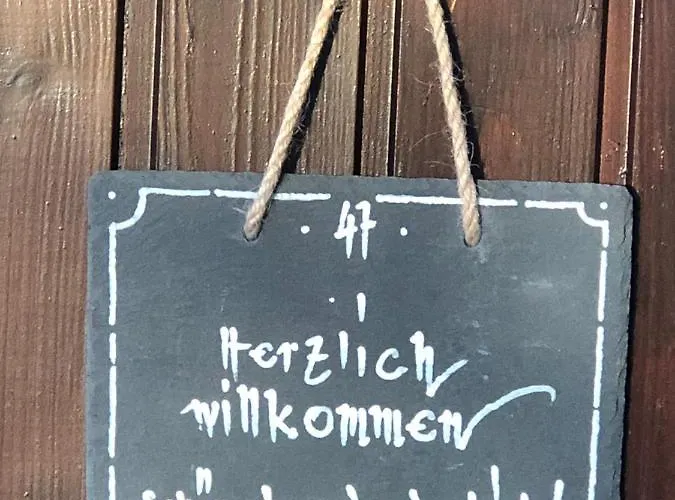 · 47 ·
Herzlich
willkommen